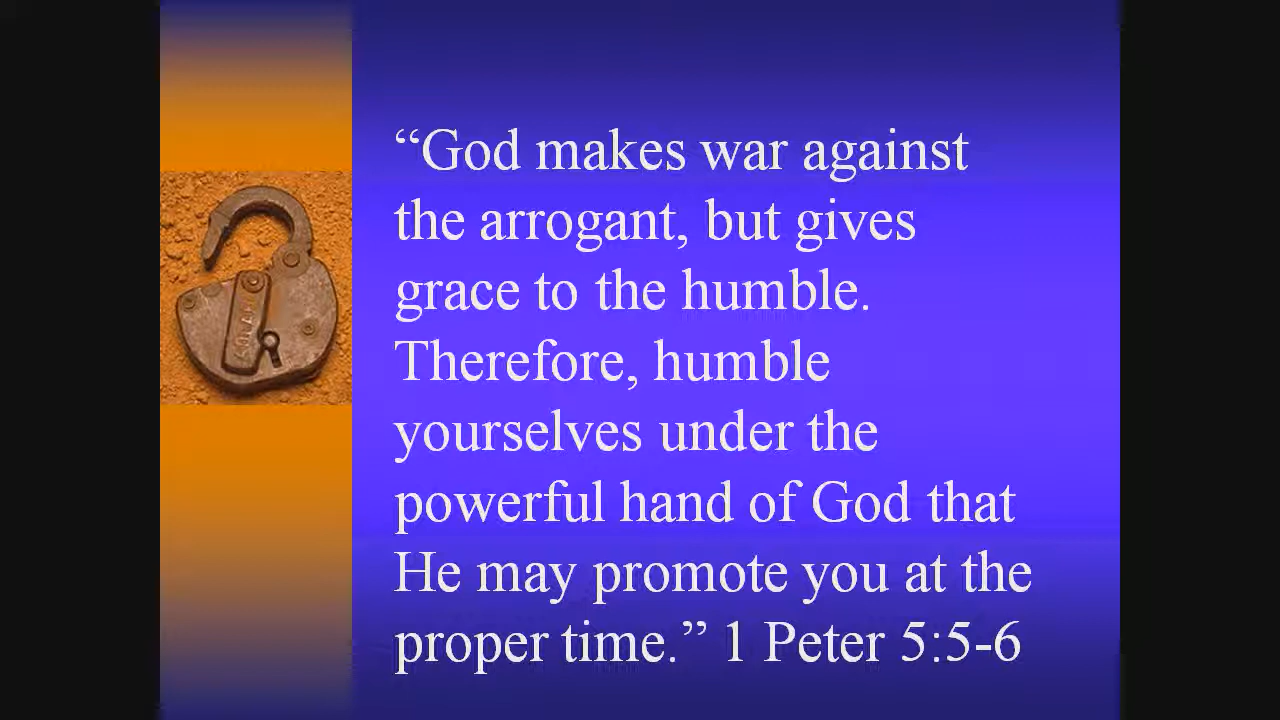 “God makes war against
the arrogant, but gives
grace to the humble.
Therefore, humble
yourselves under the
powerful hand of God that
He may promote you at the
proper time.” 1 Peter 5:5-6